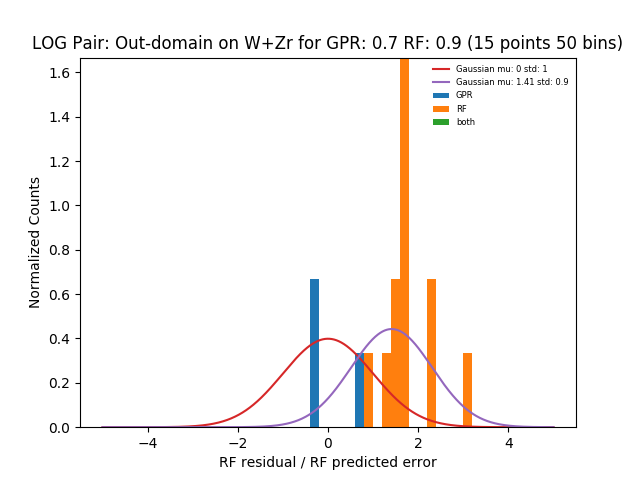 LOG Pair: Out-domain on W+Zr for GPR: 0.7 RF: 0.9 (15 points 50 bins)
Gaussian mu: 0 std: 1
Gaussian mu: 1.41 std: 0.9
GPR
RF
both
Normalized Counts
1.6
1.4
1.2
1.0
0.8
0.6
0.4
0.2
0.0
−4
−2
0
2
4
RF residual / RF predicted error